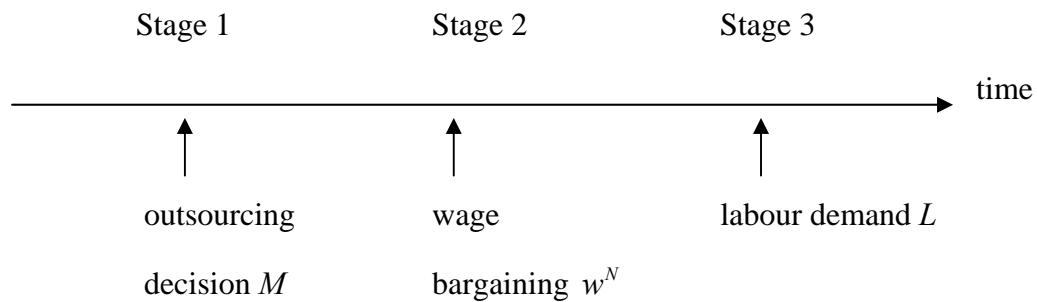 Stage 1 Stage 2 Stage 3
time
outsourcing wage labour demand L
decision M bargaining w^N